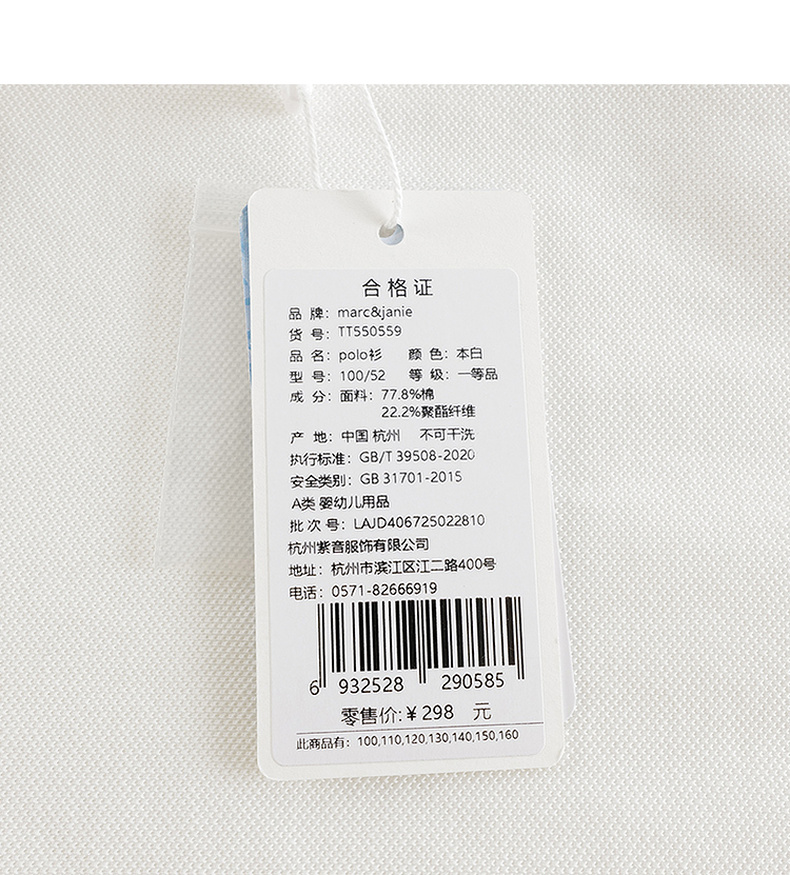 合格证
品 牌：marc&janie
货 号：TT550559
品 名：polo衫 颜 色：本白
型 号：100/52 等 级：一等品
成 分：面料：77.8%棉
22.2%聚酯纤维
产 地：中国 杭州 不可干洗
执行标准：GB/T 39508-2020
安全类别：GB 31701-2015
A类 婴幼儿用品
批 次 号：LAJD406725022810
杭州紫音服饰有限公司
地址：杭州市滨江区江二路400号
电话：0571-82666919
6 932528 290585
零售价:¥298 元
此商品有：100,110,120,130,140,150,160